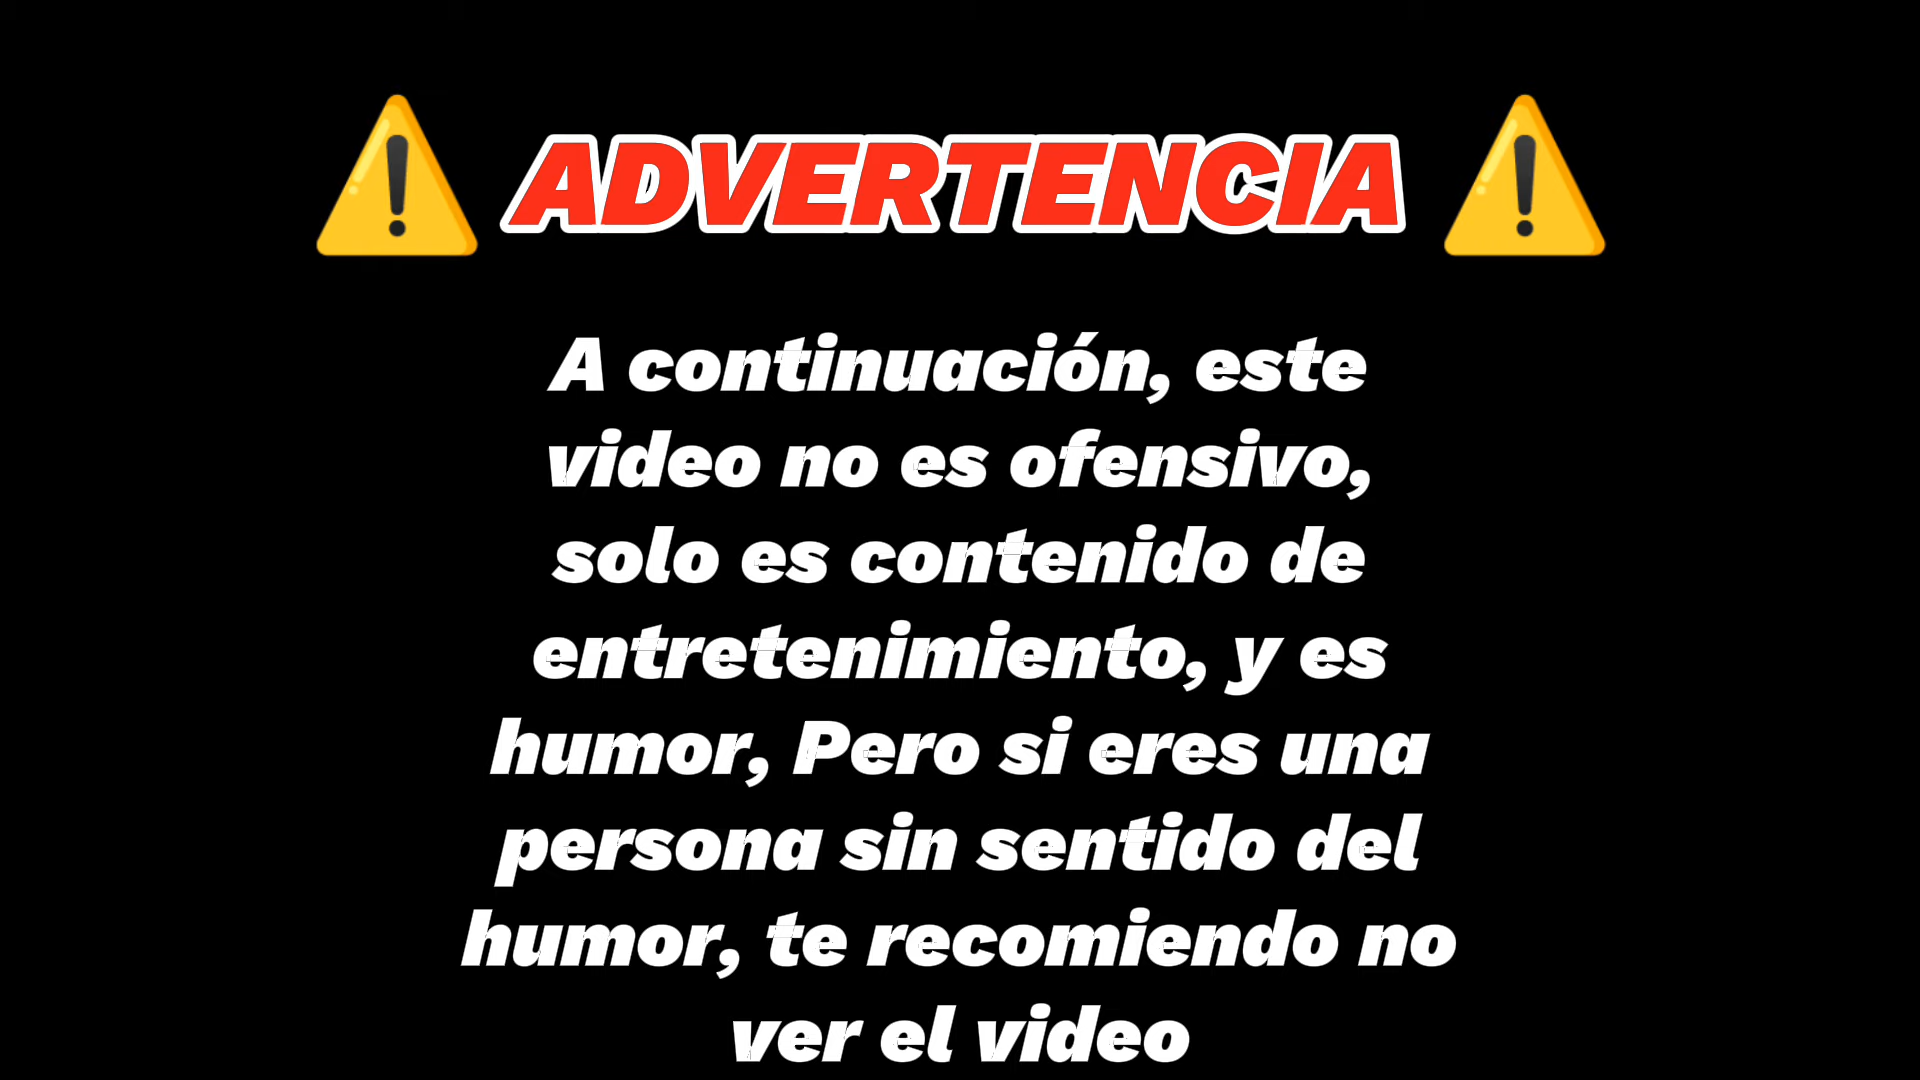 ⚠️ ADVERTENCIA ⚠️
A continuación, este
video no es ofensivo,
solo es contenido de
entretenimiento, y es
humor, Pero si eres una
persona sin sentido del
humor, te recomiendo no
ver el video